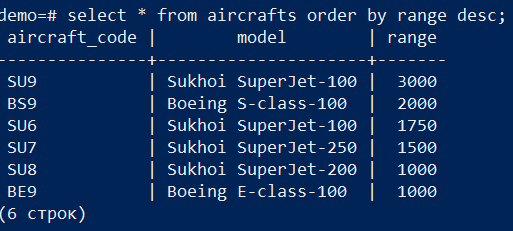 demo=# select * from aircrafts order by range desc;
 aircraft_code |        model        | range
---------------+---------------------+-------
 SU9           | Sukhoi SuperJet-100 |  3000
 BS9           | Boeing S-class-100  |  2000
 SU6           | Sukhoi SuperJet-100 |  1750
 SU7           | Sukhoi SuperJet-250 |  1500
 SU8           | Sukhoi SuperJet-200 |  1000
 BE9           | Boeing E-class-100  |  1000
(6 строк)